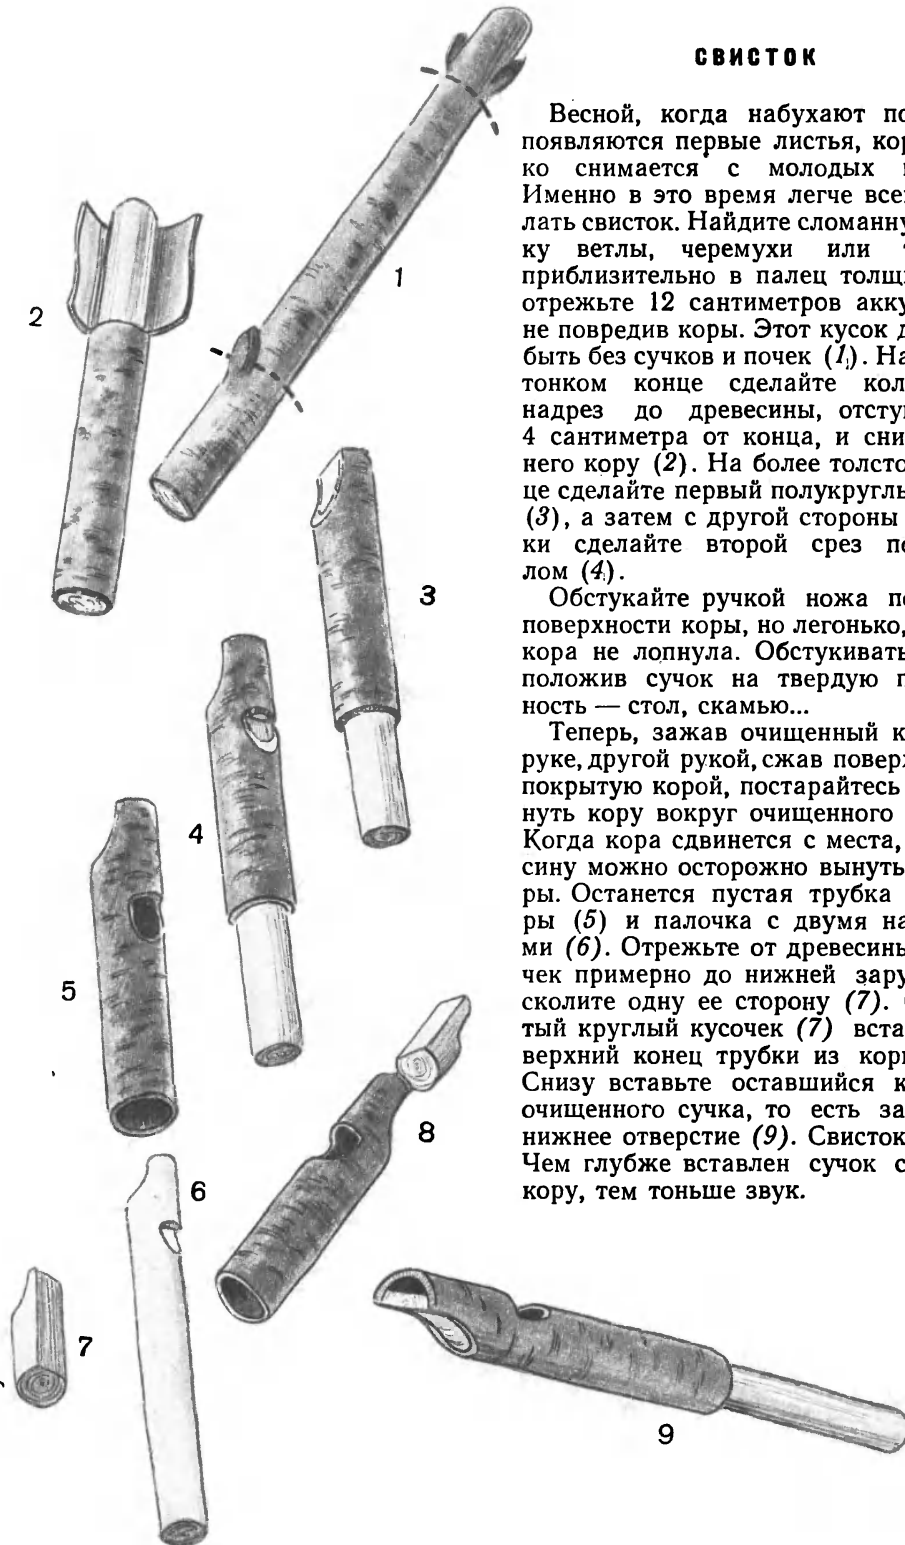 СВИСТОК
Весной, когда набухают по
появляются первые листья, кор
ко снимается с молодых
Именно в это время легче все
лать свисток. Найдите сломанну
ку ветлы, черемухи или
приблизительно в палец толщ
отрежьте 12 сантиметров акку
не повредив коры. Этот кусок д
быть без сучков и почек (1). На
тонком конце сделайте кол
надрез до древесины, отсту
4 сантиметра от конца, и сни
него кору (2). На более толсто
це сделайте первый полукруглы
(3), а затем с другой стороны
ки сделайте второй срез по
лом (4).
Обстукайте ручкой ножа по
поверхности коры, но легонько,
кора не лопнула. Обстукивать
положив сучок на твердую п
ность — стол, скамью...
Теперь, зажав очищенный к
руке, другой рукой, сжав поверх
покрытую корой, постарайтесь
нуть кору вокруг очищенного
Когда кора сдвинется с места,
сину можно осторожно вынуть
ры. Останется пустая трубка
ры (5) и палочка с двумя на
ми (6). Отрежьте от древесины
чек примерно до нижней зару
сколите одну ее сторону (7).
тый круглый кусочек (7) вста
верхний конец трубки из коры
Снизу вставьте оставшийся к
очищенного сучка, то есть за
нижнее отверстие (9). Свисток
Чем глубже вставлен сучок с
кору, тем тоньше звук.
1
2
3
4
5
6
7
8
9